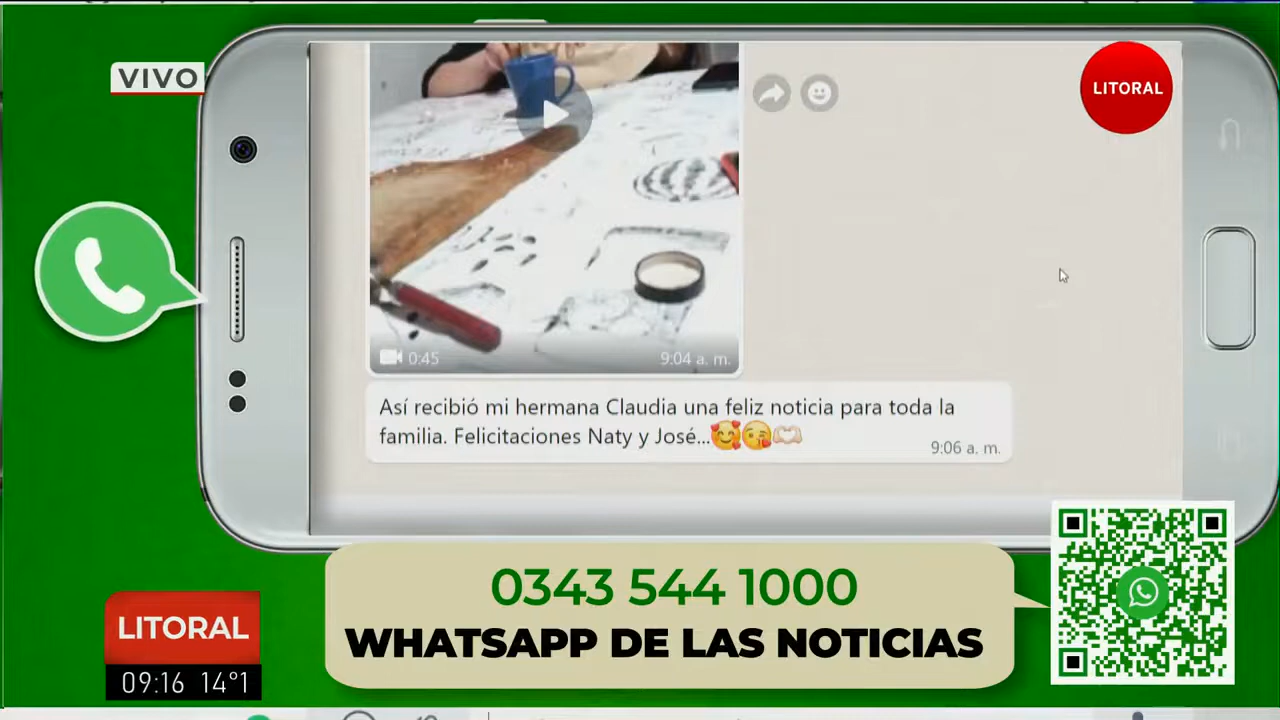 VIVO
LITORAL
0:45
9:04 a. m.
Así recibió mi hermana Claudia una feliz noticia para toda la
familia. Felicitaciones Naty y José...🥰😘🫶🏻
9:06 a. m.
0343 544 1000
WHATSAPP DE LAS NOTICIAS
LITORAL
09:16 14°1